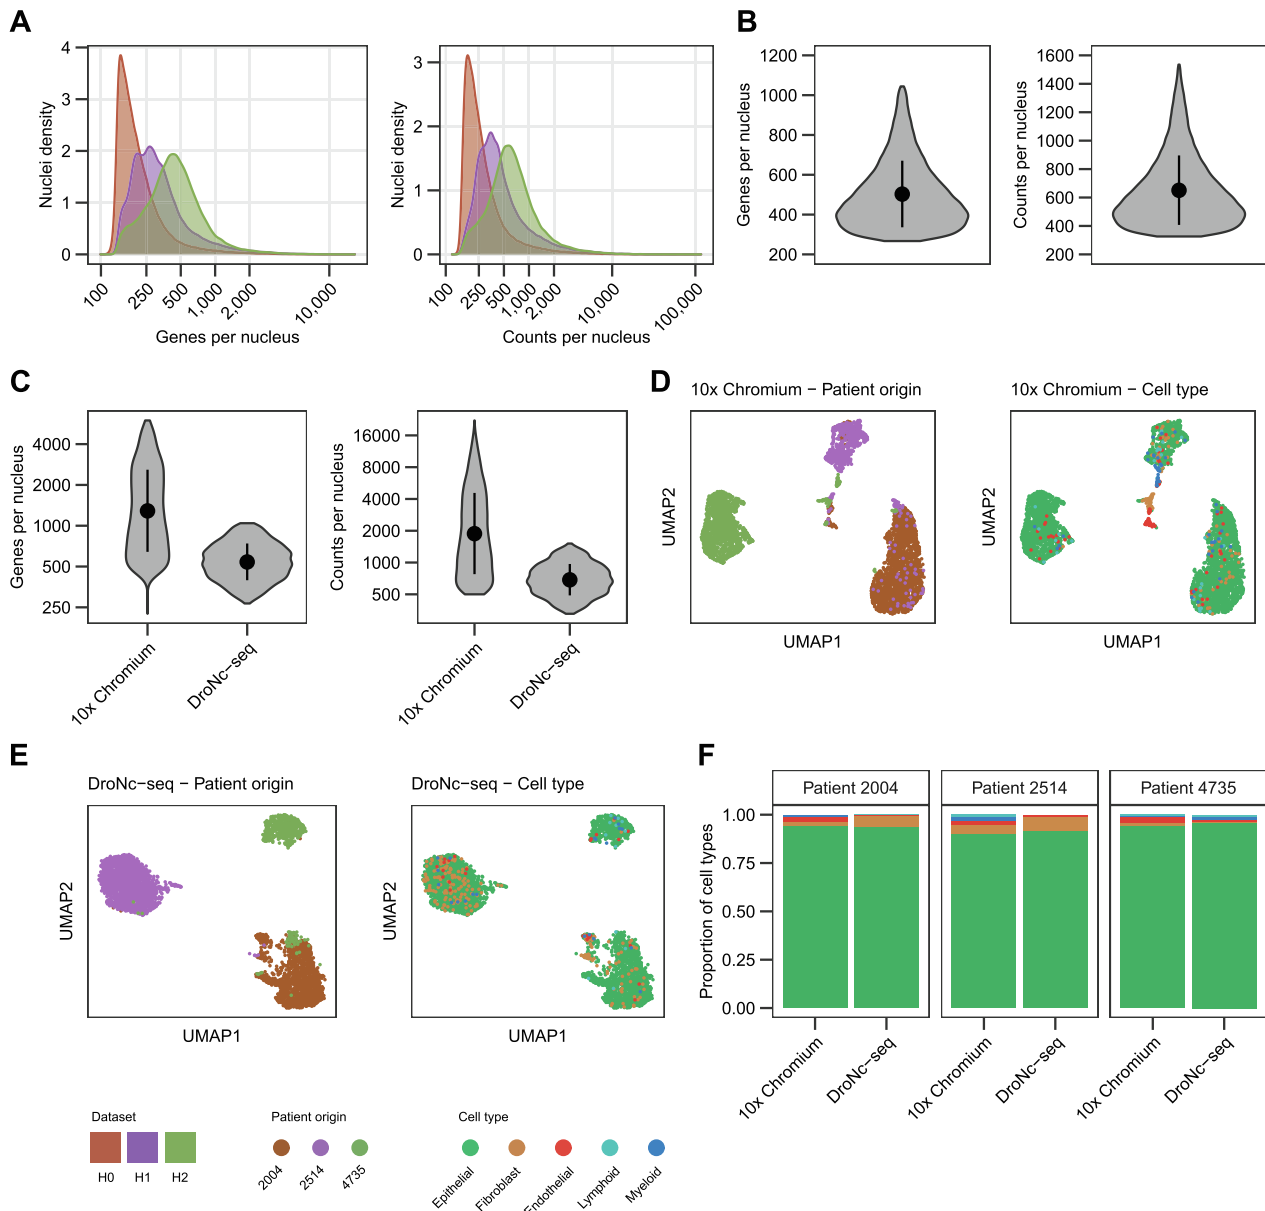 A
4
3
2
1
0
Nuclei density
100
250
500
1,000
2,000
10,000
Genes per nucleus
3
2
1
0
Nuclei density
100
250
500
1,000
2,000
10,000
100,000
Counts per nucleus
B
1200
1000
800
600
400
200
Genes per nucleus
1600
1400
1200
1000
800
600
400
200
Counts per nucleus
C
4000
2000
1000
500
250
Genes per nucleus
10x Chromium
DroNc−seq
16000
8000
4000
2000
1000
500
Counts per nucleus
10x Chromium
DroNc−seq
D
10x Chromium − Patient origin
UMAP2
UMAP1
10x Chromium − Cell type
UMAP2
UMAP1
E
DroNc−seq − Patient origin
UMAP2
UMAP1
DroNc−seq − Cell type
UMAP2
UMAP1
F
Patient 2004
Patient 2514
Patient 4735
1.00
0.75
0.50
0.25
0.00
Proportion of cell types
10x Chromium
DroNc−seq
10x Chromium
DroNc−seq
10x Chromium
DroNc−seq
Dataset
H0
H1
H2
Patient origin
2004
2514
4735
Cell type
Epithelial
Fibroblast
Endothelial
Lymphoid
Myeloid